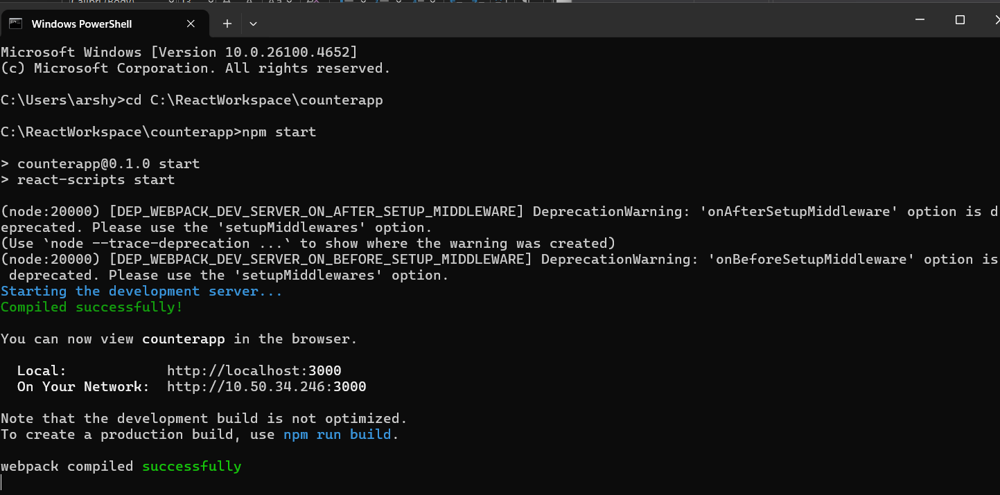 Windows PowerShell
Microsoft Windows [Version 10.0.26100.4652]
(c) Microsoft Corporation. All rights reserved.
C:\Users\arshy>cd C:\ReactWorkspace\counterapp
C:\ReactWorkspace\counterapp>npm start
> counterapp@0.1.0 start
> react-scripts start
(node:20000) [DEP_WEBPACK_DEV_SERVER_ON_AFTER_SETUP_MIDDLEWARE] DeprecationWarning: 'onAfterSetupMiddleware' option is d
eprecated. Please use the 'setupMiddlewares' option.
(Use `node --trace-deprecation ...` to show where the warning was created)
(node:20000) [DEP_WEBPACK_DEV_SERVER_ON_BEFORE_SETUP_MIDDLEWARE] DeprecationWarning: 'onBeforeSetupMiddleware' option is
deprecated. Please use the 'setupMiddlewares' option.
Starting the development server...
Compiled successfully!
You can now view counterapp in the browser.
Local: http://localhost:3000
On Your Network: http://10.50.34.246:3000
Note that the development build is not optimized.
To create a production build, use npm run build.
webpack compiled successfully